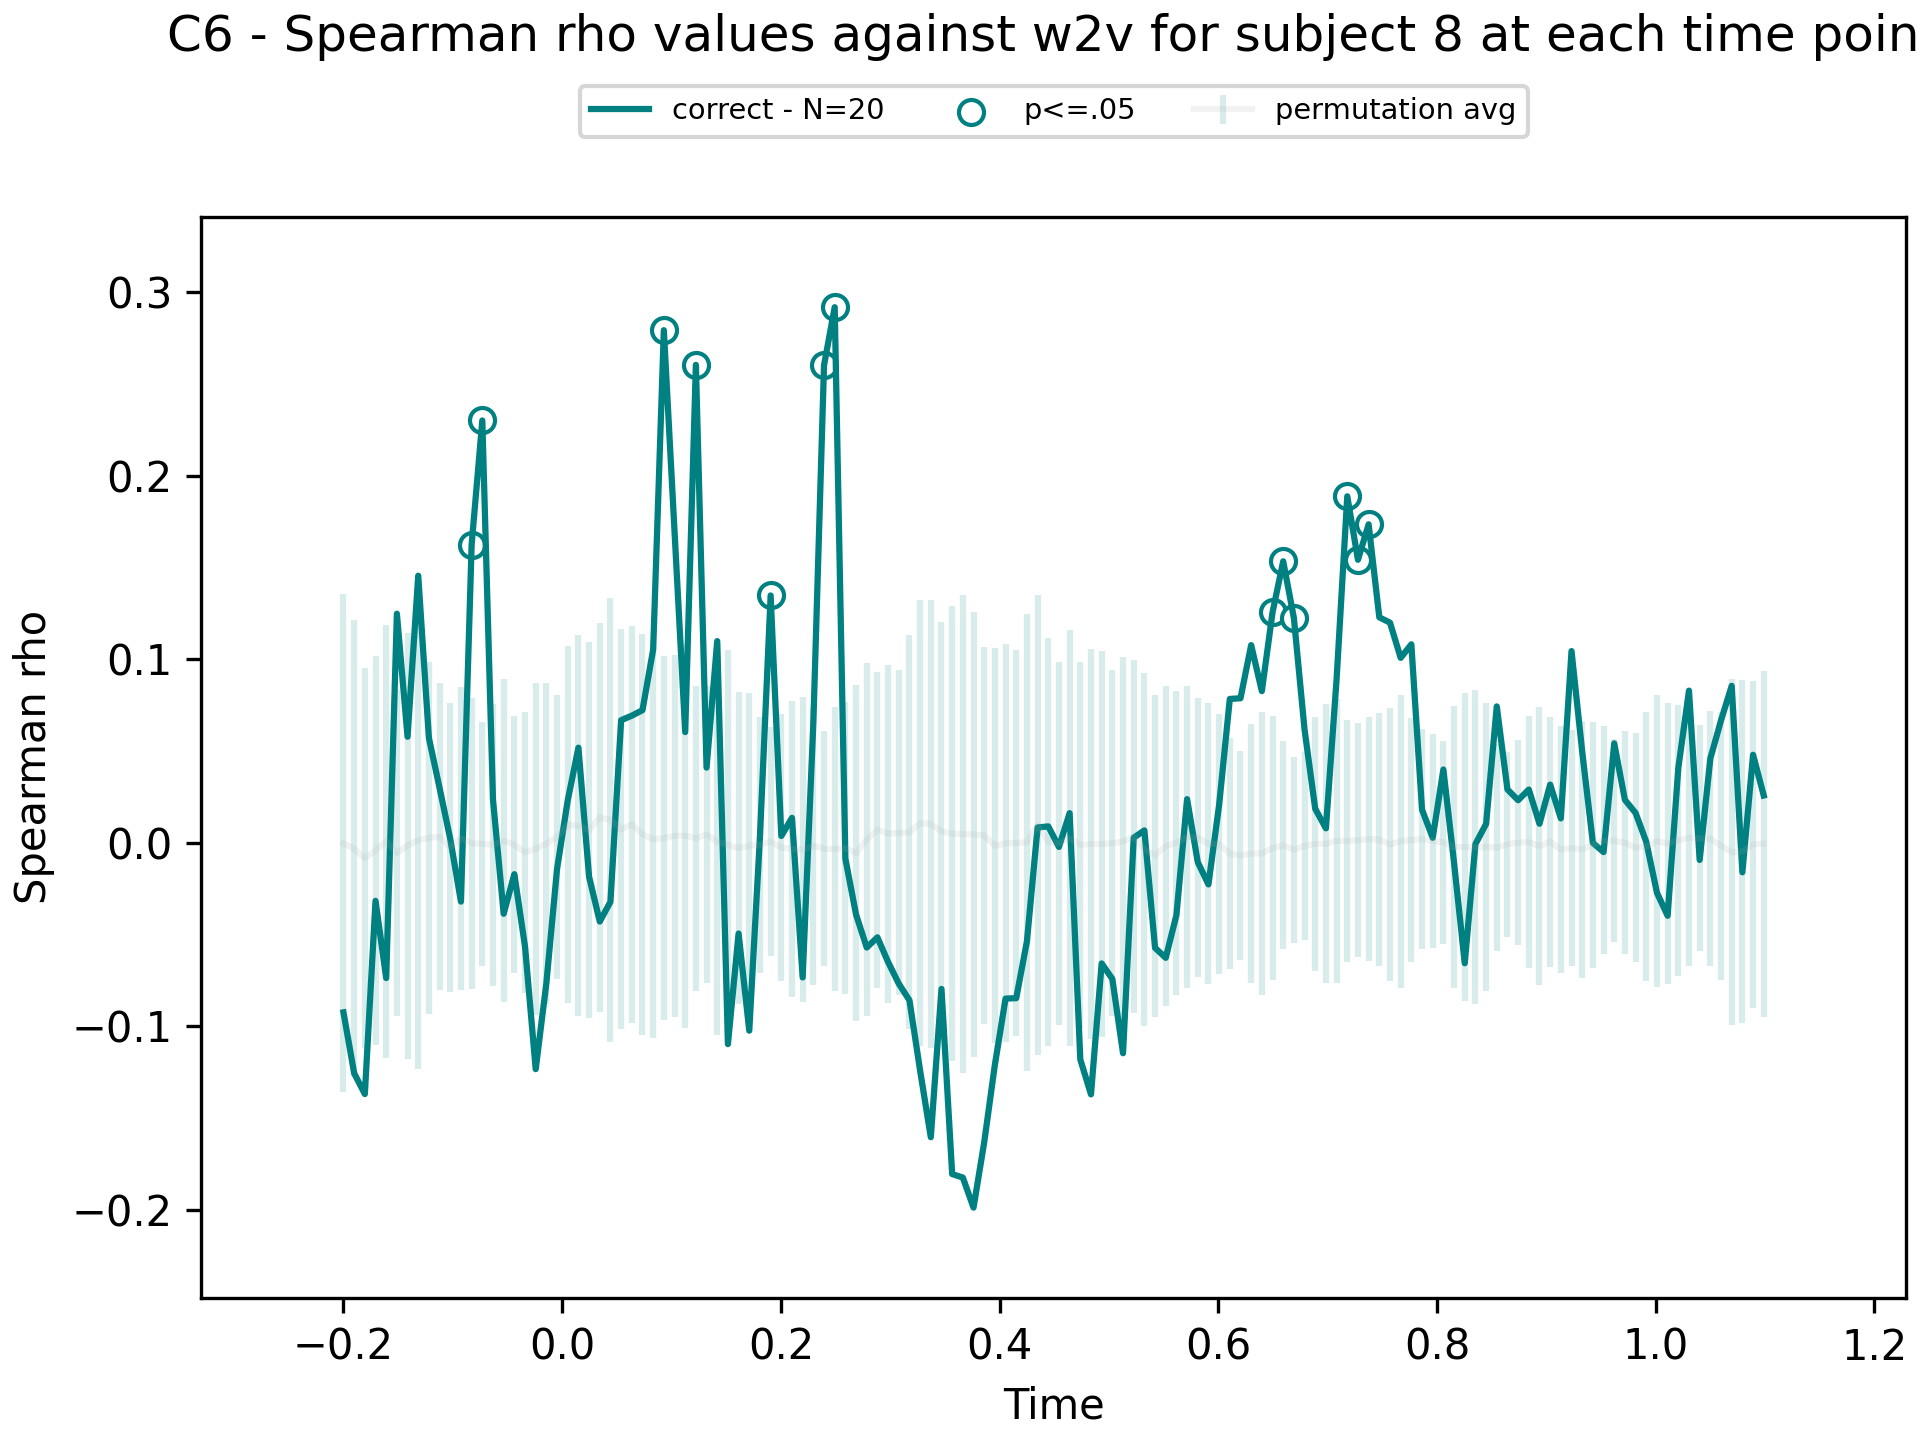 C6 - Spearman rho values against w2v for subject 8 at each time poin
correct - N=20 p<=.05 permutation avg
Spearman rho
0.3
0.2
0.1
0.0
−0.1
−0.2
−0.2 0.0 0.2 0.4 0.6 0.8 1.0 1.2
Time